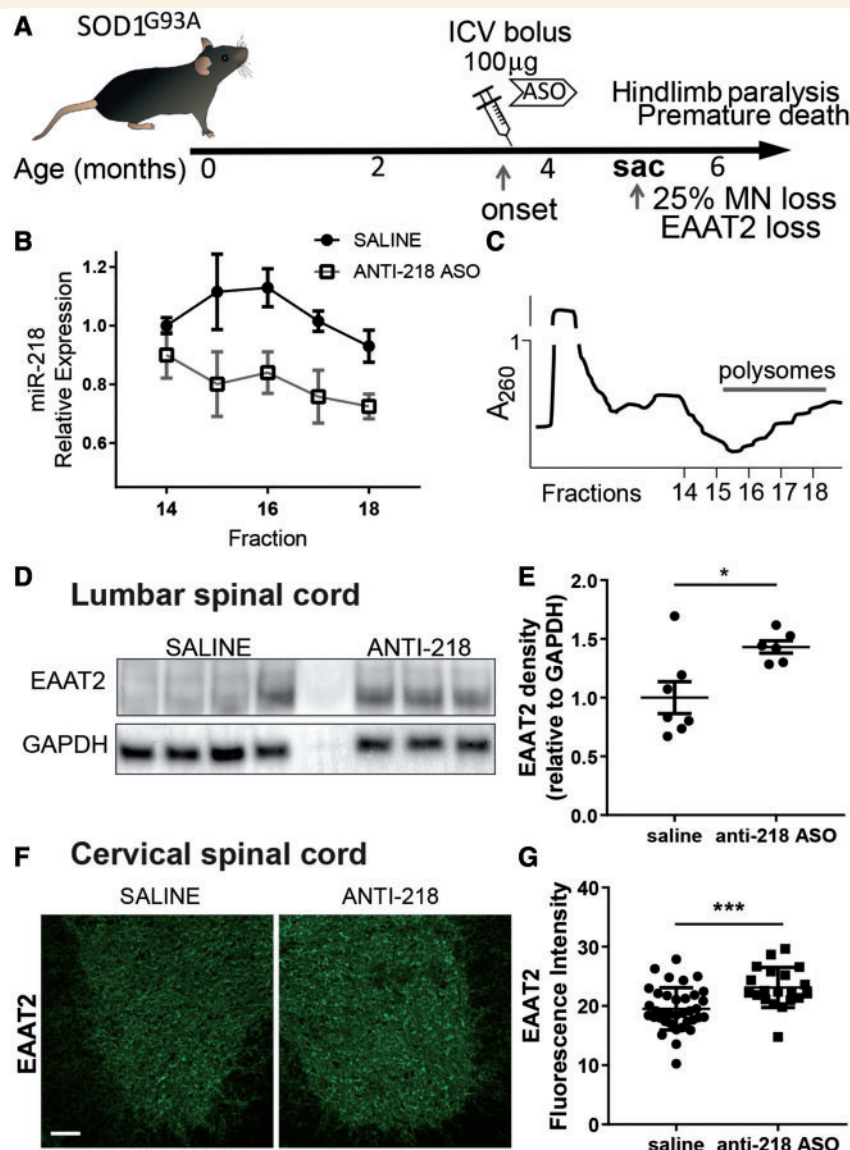 A
SOD1G93A
ICV bolus
100µg
ASO
Hindlimb paralysis
Premature death
Age (months) 0 2 4 sac 6
onset
25% MN loss
EAAT2 loss
B
SALINE
ANTI-218 ASO
miR-218
Relative Expression
1.2
1.0
0.8
0.6
14 16 18
Fraction
C
1
A260
polysomes
Fractions 14 15 16 17 18
D Lumbar spinal cord
SALINE ANTI-218
EAAT2
GAPDH
E
*
EAAT2 density
(relative to GAPDH)
2.0
1.5
1.0
0.5
0.0
saline anti-218 ASO
F Cervical spinal cord
SALINE ANTI-218
EAAT2
G
***
EAAT2
Fluorescence Intensity
40
30
20
10
0
saline anti-218 ASO